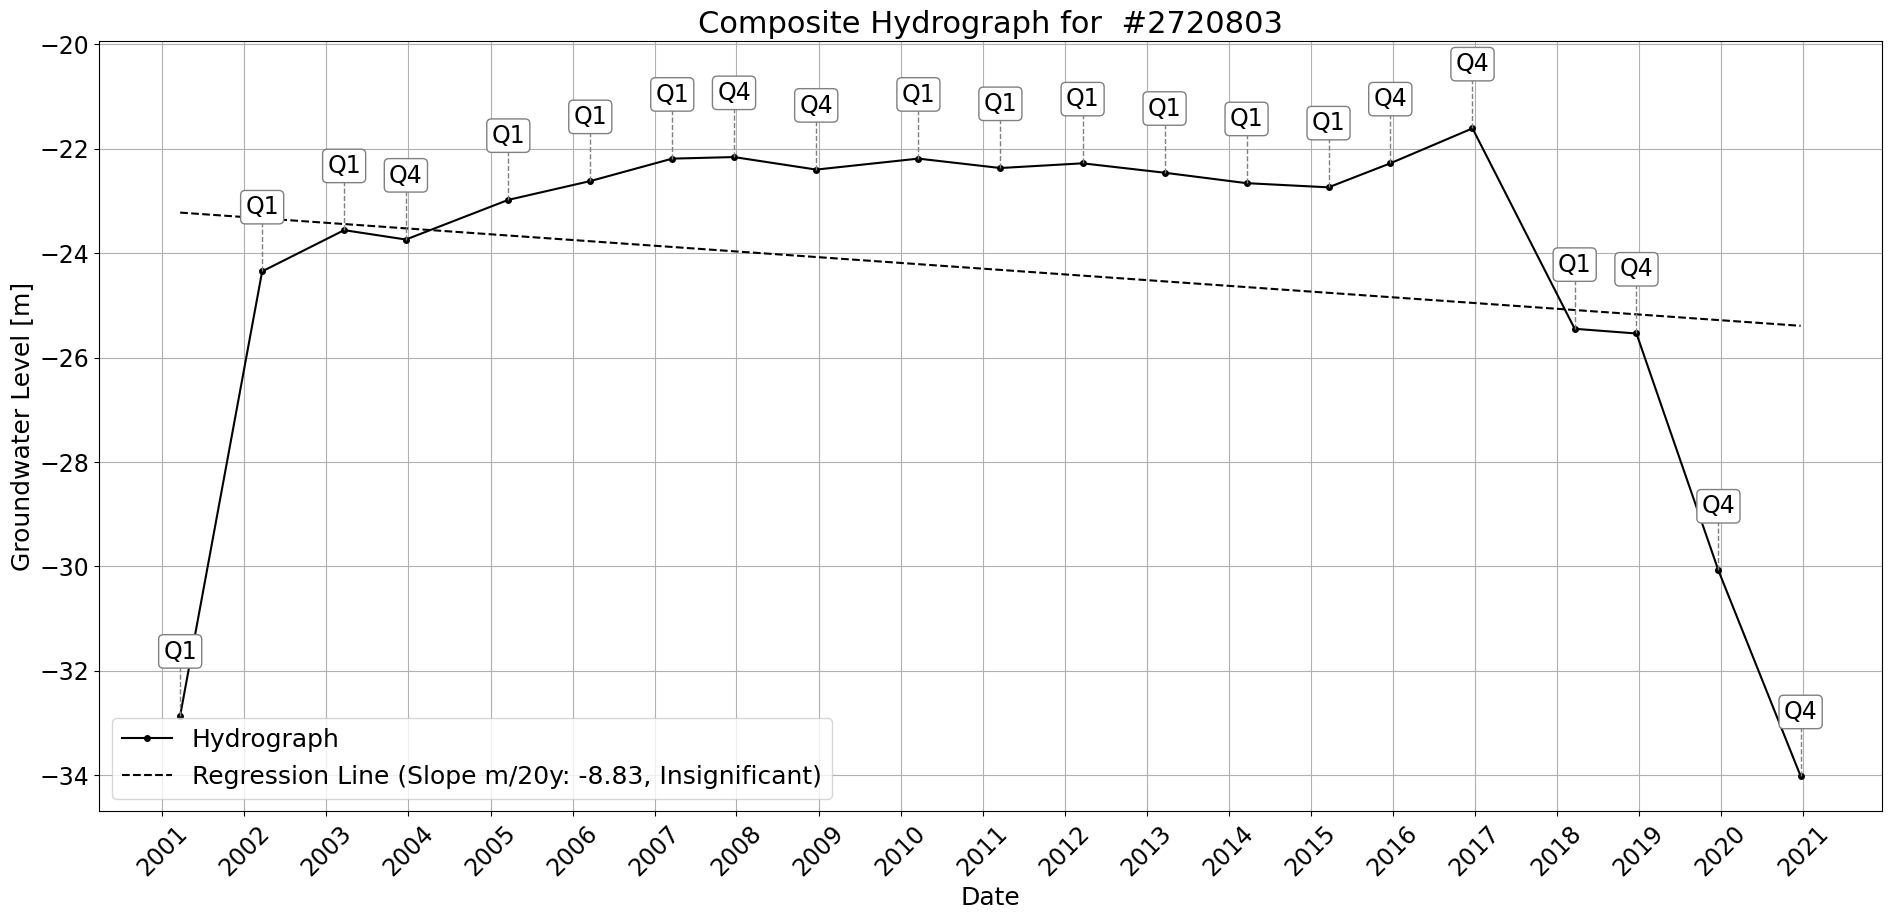 Composite Hydrograph for  #2720803
Groundwater Level [m]
−20
−22
−24
−26
−28
−30
−32
−34
Q1
Q1
Q1
Q4
Q1
Q1
Q1
Q4
Q4
Q1
Q1
Q1
Q1
Q1
Q1
Q4
Q4
Q1
Q4
Q4
Q4
Hydrograph
Regression Line (Slope m/20y: -8.83, Insignificant)
2001
2002
2003
2004
2005
2006
2007
2008
2009
2010
2011
2012
2013
2014
2015
2016
2017
2018
2019
2020
2021
Date